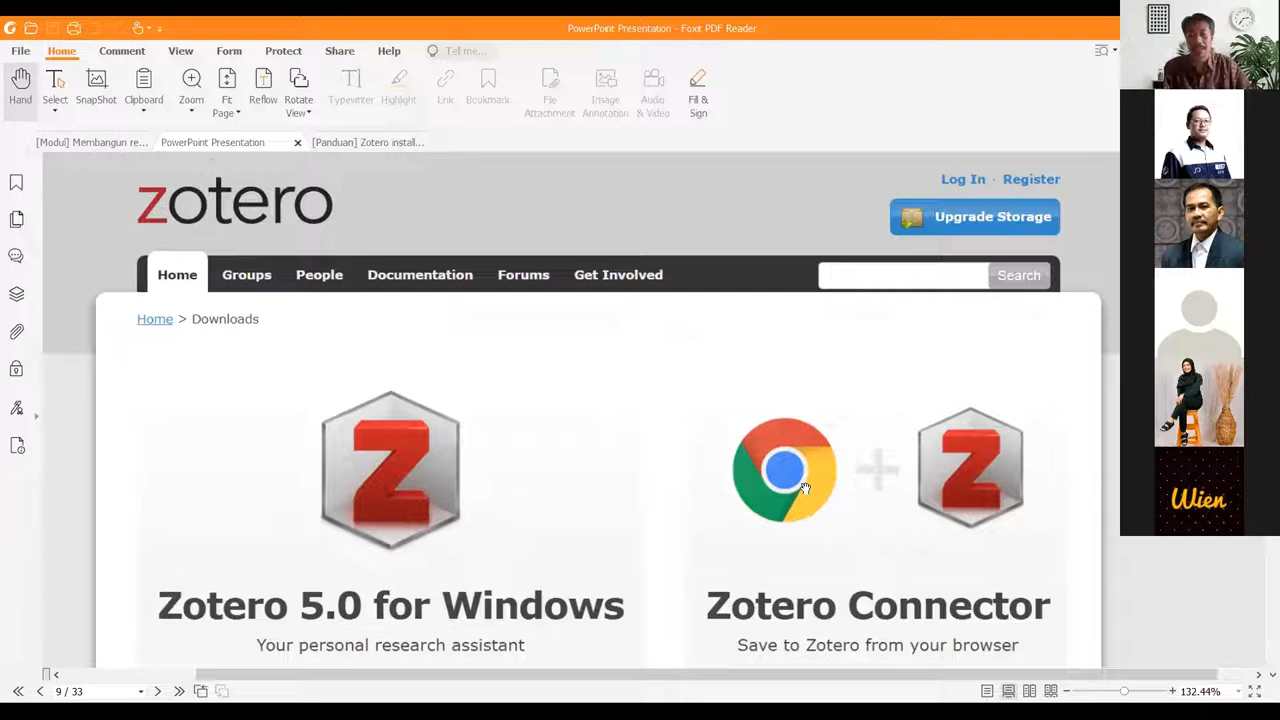 PowerPoint Presentation - Foxit PDF Reader
File Home Comment View Form Protect Share Help Tell me...
Hand Select SnapShot Clipboard Zoom Fit Page Reflow Rotate View Typewriter Highlight Link Bookmark File Attachment Image Annotation Audio & Video Fill & Sign
[Modul] Membangun re... PowerPoint Presentation [Panduan] Zotero install...
zotero
Log In · Register
Upgrade Storage
Home Groups People Documentation Forums Get Involved Search
Home > Downloads
Zotero 5.0 for Windows
Your personal research assistant
Zotero Connector
Save to Zotero from your browser
Wien
9 / 33
132.44%